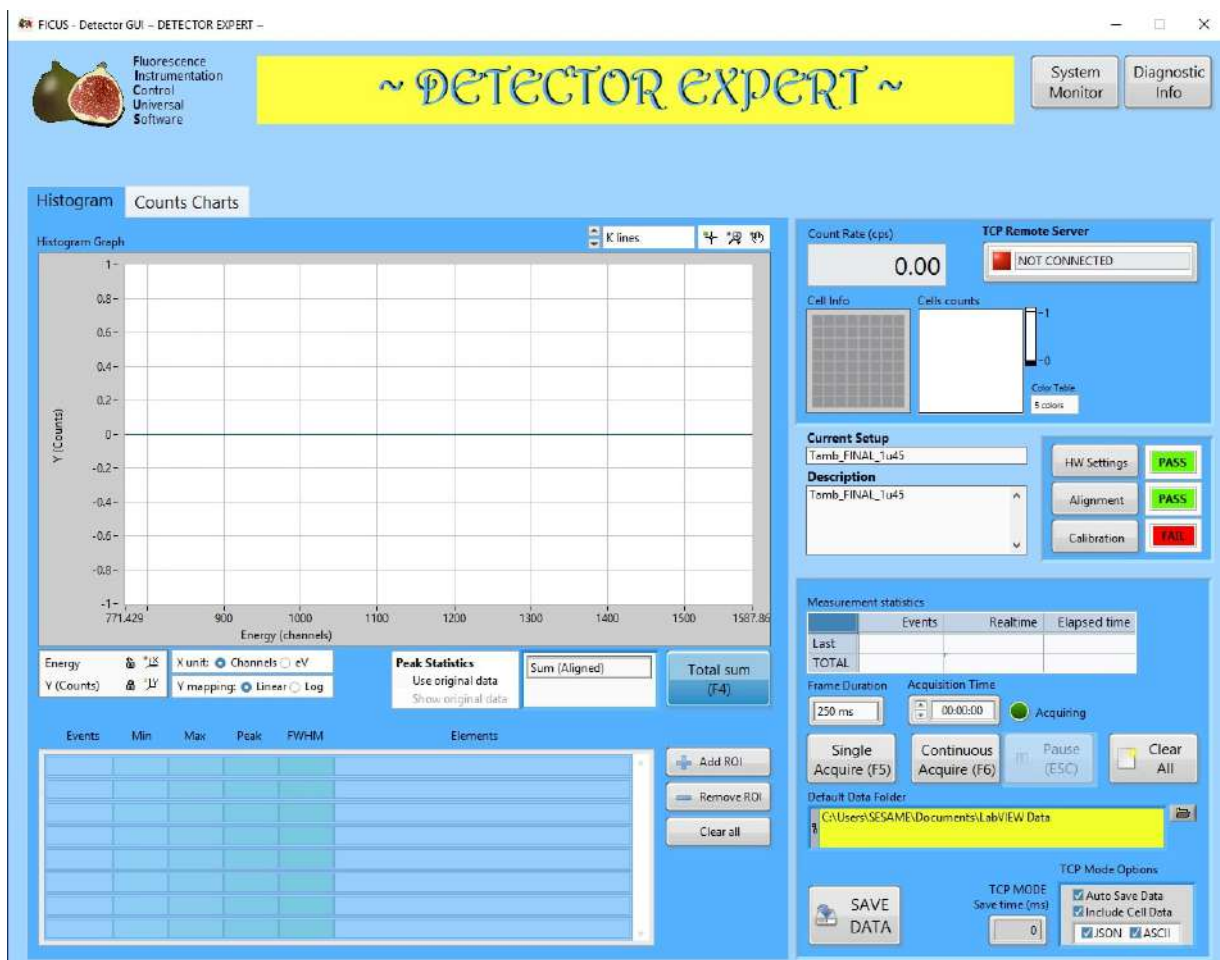 FICUS - Detector GUI – DETECTOR EXPERT –
Fluorescence
Instrumentation
Control
Universal
Software
~ DETECTOR EXPERT ~
System
Monitor
Diagnostic
Info
Histogram
Counts Charts
Histogram Graph
K lines
1
0.8
0.6
0.4
0.2
0
-0.2
-0.4
-0.6
-0.8
-1
Y (Counts)
771.429
900
1000
1100
1200
1300
1400
1500
1587.86
Energy (channels)
Energy
Y (Counts)
X unit: Channels eV
Y mapping: Linear Log
Peak Statistics
Use original data
Show original data
Sum (Aligned)
Total sum
(F4)
Events Min Max Peak FWHM Elements
Add ROI
Remove ROI
Clear all
Count Rate (cps)
0.00
TCP Remote Server
NOT CONNECTED
Cell Info
Cells counts
1
0
Color Table
5 colors
Current Setup
Tamb_FINAL_1u45
Description
Tamb_FINAL_1u45
HW Settings PASS
Alignment PASS
Calibration FAIL
Measurement statistics
Events Realtime Elapsed time
Last
TOTAL
Frame Duration
250 ms
Acquisition Time
00:00:00
Acquiring
Single
Acquire (F5)
Continuous
Acquire (F6)
Pause
(ESC)
Clear
All
Default Data Folder
C:\Users\SESAME\Documents\LabVIEW Data
SAVE
DATA
TCP MODE
Save time (ms)
0
TCP Mode Options
Auto Save Data
Include Cell Data
JSON ASCII